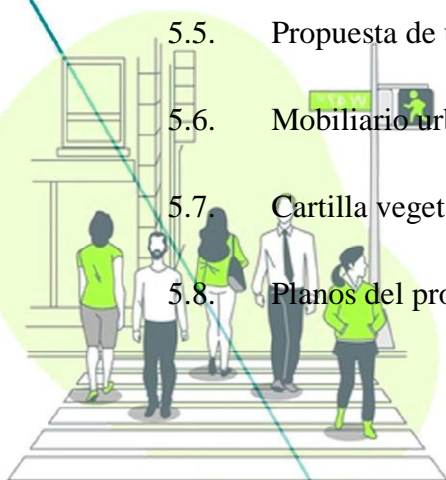 5.5. Propuesta de
5.6. Mobiliario
5.7. Cartilla
5.8. Planos del